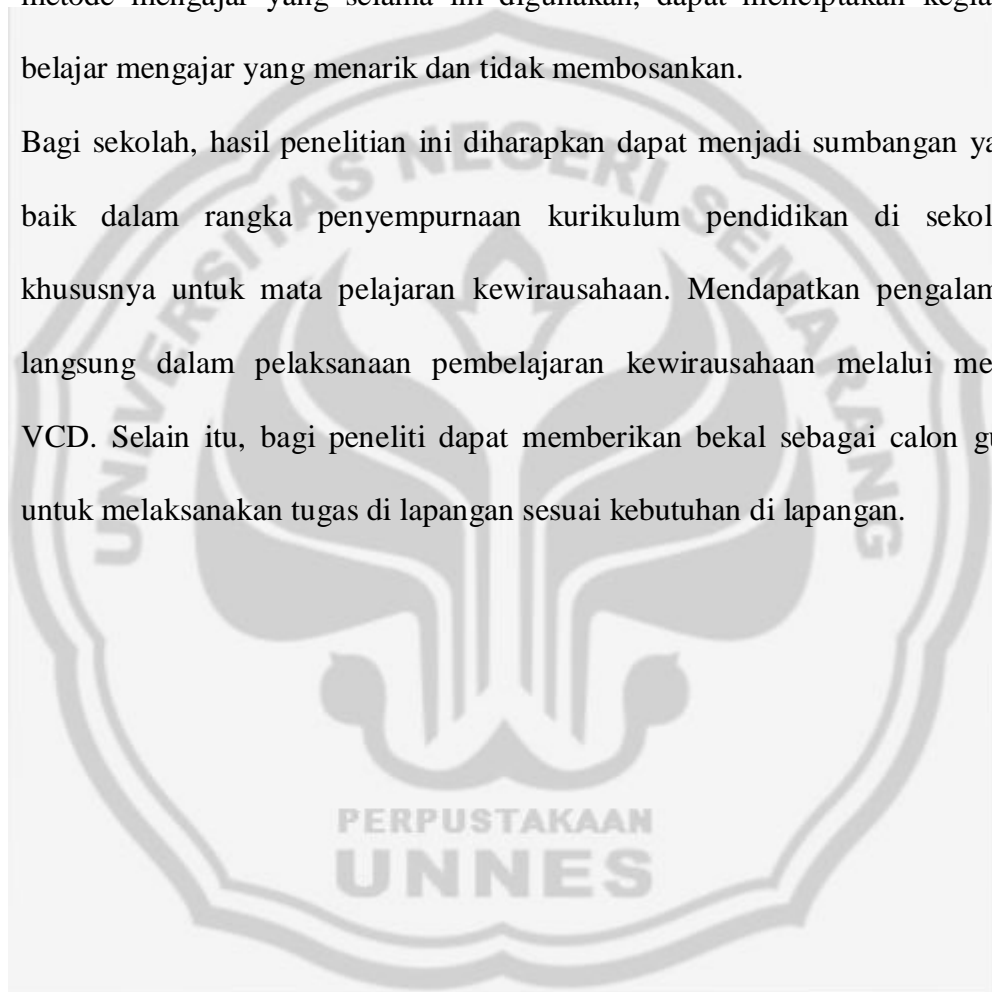 metode mengajar yang selama ini digunakan, dapat menciptakan
belajar mengajar yang menarik dan tidak membosankan.
Bagi sekolah, hasil penelitian ini diharapkan dapat menjadi sumbangan ya
baik dalam rangka penyempurnaan kurikulum pendidikan di sekol
khususnya untuk mata pelajaran kewirausahaan. Mendapatkan pengalam
langsung dalam pelaksanaan pembelajaran kewirausahaan melalui me
VCD. Selain itu, bagi peneliti dapat memberikan bekal sebagai calon gu
untuk melaksanakan tugas di lapangan sesuai kebutuhan di lapangan.
UNIVERSITAS NEGERI SEMARANG
PERPUSTAKAAN
UNNES